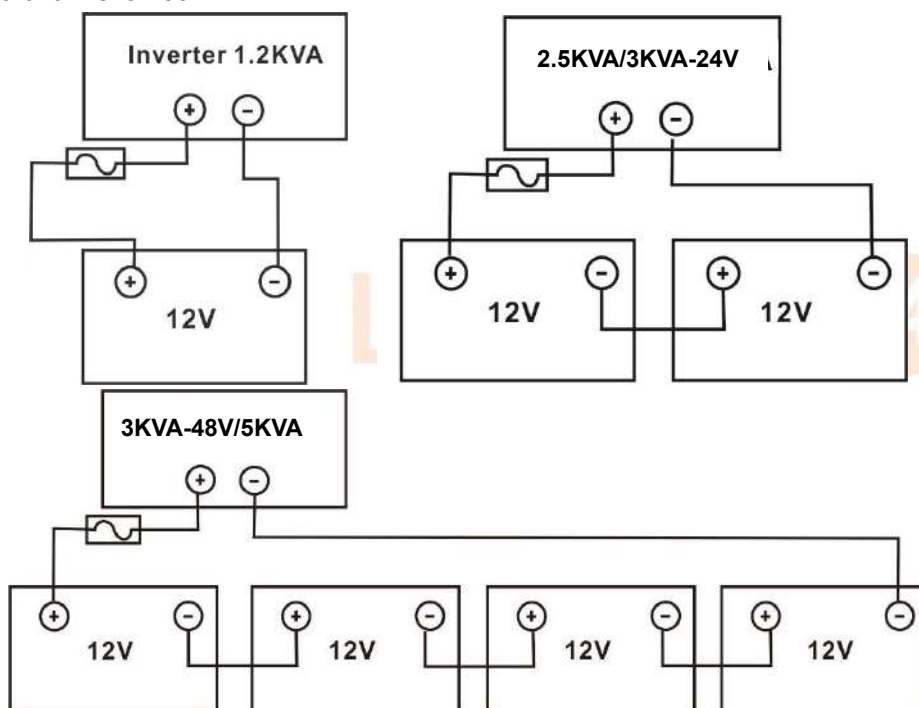 Inverter 1.2KVA
+ −
+ −
12V
2.5KVA/3KVA-24V
+ −
+ − + −
12V 12V
3KVA-48V/5KVA
+ −
+ − + − + − + −
12V 12V 12V 12V